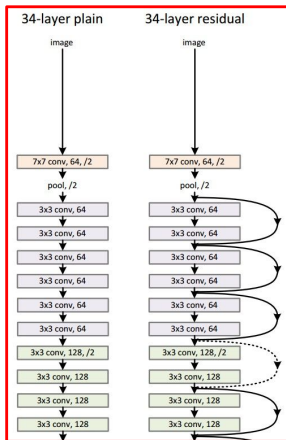 34-layer plain
image
7x7 conv, 64, /2
pool, /2
3x3 conv, 64
3x3 conv, 64
3x3 conv, 64
3x3 conv, 64
3x3 conv, 64
3x3 conv, 64
3x3 conv, 128, /2
3x3 conv, 128
3x3 conv, 128
3x3 conv, 128
34-layer residual
image
7x7 conv, 64, /2
pool, /2
3x3 conv, 64
3x3 conv, 64
3x3 conv, 64
3x3 conv, 64
3x3 conv, 64
3x3 conv, 64
3x3 conv, 128, /2
3x3 conv, 128
3x3 conv, 128
3x3 conv, 128